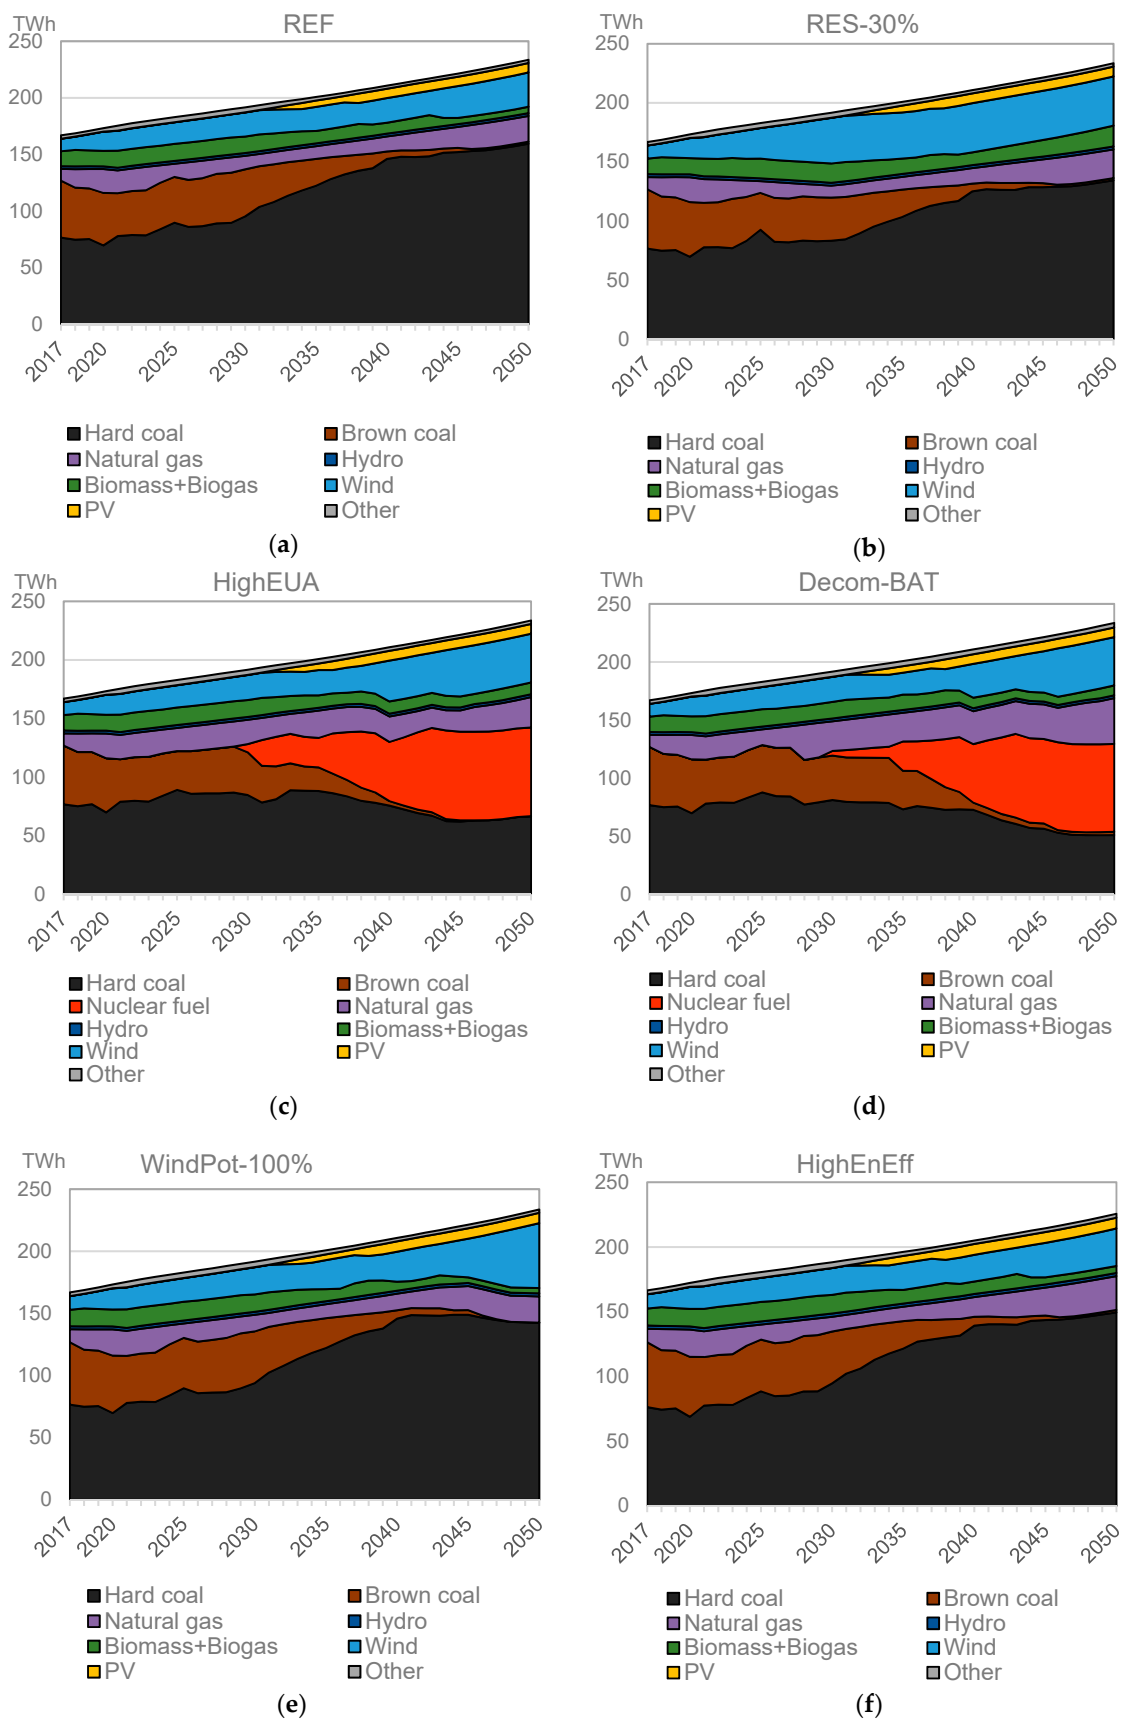 TWh REF
250
200
150
100
50
0
2017 2020 2025 2030 2035 2040 2045 2050
Hard coal Brown coal
Natural gas Hydro
Biomass+Biogas Wind
PV Other
(a)
TWh RES-30%
250
200
150
100
50
0
2017 2020 2025 2030 2035 2040 2045 2050
Hard coal Brown coal
Natural gas Hydro
Biomass+Biogas Wind
PV Other
(b)
TWh HighEUA
250
200
150
100
50
0
2017 2020 2025 2030 2035 2040 2045 2050
Hard coal Brown coal
Nuclear fuel Natural gas
Hydro Biomass+Biogas
Wind PV
Other
(c)
TWh Decom-BAT
250
200
150
100
50
0
2017 2020 2025 2030 2035 2040 2045 2050
Hard coal Brown coal
Nuclear fuel Natural gas
Hydro Biomass+Biogas
Wind PV
Other
(d)
TWh WindPot-100%
250
200
150
100
50
0
2017 2020 2025 2030 2035 2040 2045 2050
Hard coal Brown coal
Natural gas Hydro
Biomass+Biogas Wind
PV Other
(e)
TWh HighEnEff
250
200
150
100
50
0
2017 2020 2025 2030 2035 2040 2045 2050
Hard coal Brown coal
Natural gas Hydro
Biomass+Biogas Wind
PV Other
(f)